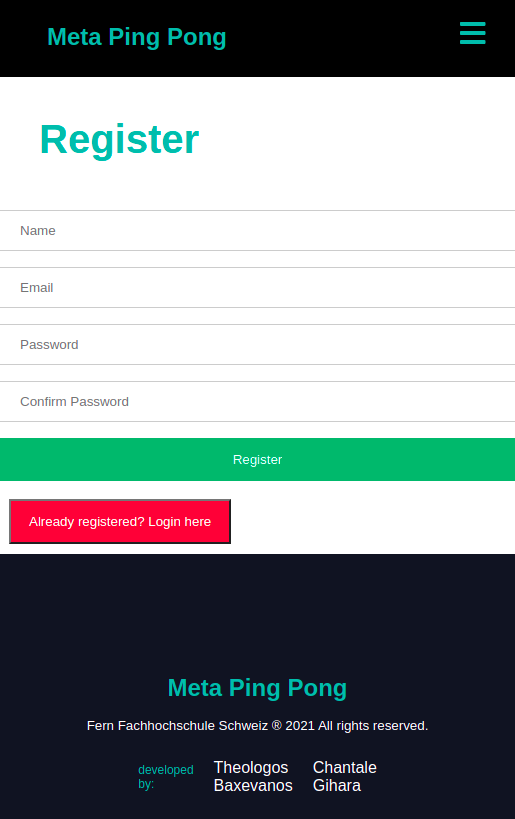 Meta Ping Pong
Register
Name
Email
Password
Confirm Password
Register
Already registered? Login here
Meta Ping Pong
Fern Fachhochschule Schweiz ® 2021 All rights reserved.
developed
by:
Theologos
Baxevanos
Chantale
Gihara